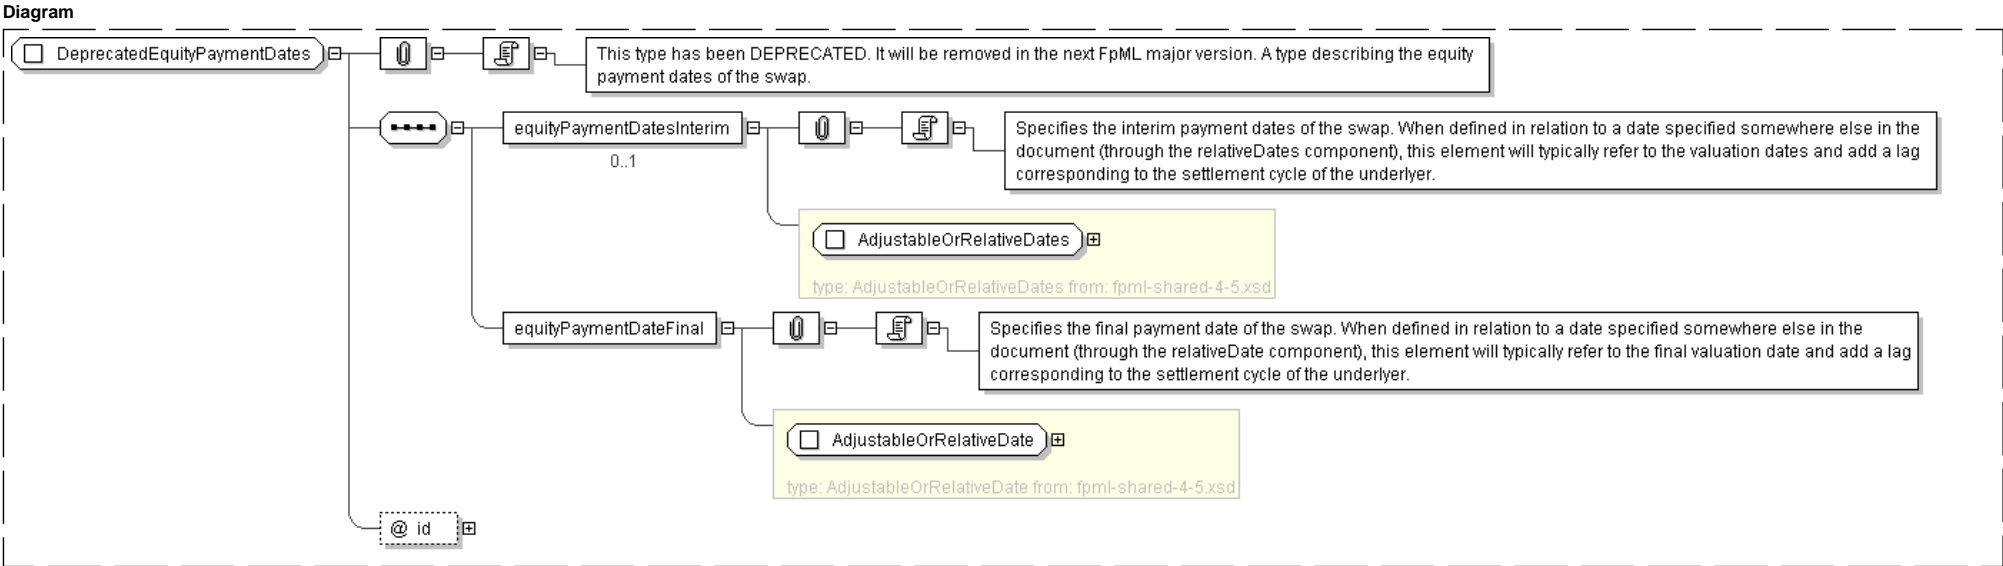 Diagram
DeprecatedEquityPaymentDates
This type has been DEPRECATED. It will be removed in the next FpML major version. A type describing the equity
payment dates of the swap.
equityPaymentDatesInterim
0..1
Specifies the interim payment dates of the swap. When defined in relation to a date specified somewhere else in the
document (through the relativeDates component), this element will typically refer to the valuation dates and add a lag
corresponding to the settlement cycle of the underlyer.
AdjustableOrRelativeDates
type: AdjustableOrRelativeDates from: fpml-shared-4-5.xsd
equityPaymentDateFinal
Specifies the final payment date of the swap. When defined in relation to a date specified somewhere else in the
document (through the relativeDate component), this element will typically refer to the final valuation date and add a lag
corresponding to the settlement cycle of the underlyer.
AdjustableOrRelativeDate
type: AdjustableOrRelativeDate from: fpml-shared-4-5.xsd
@ id